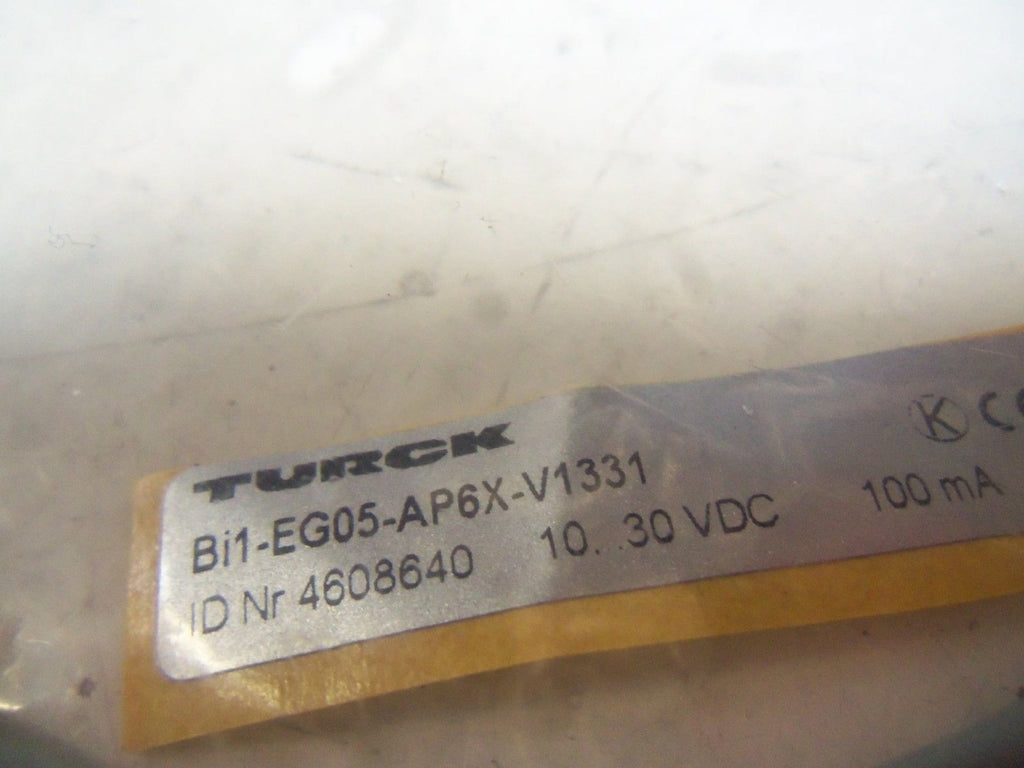 TURCK
Bi1-EG05-AP6X-V1331
ID Nr 4608640 10...30 VDC 100 mA
K